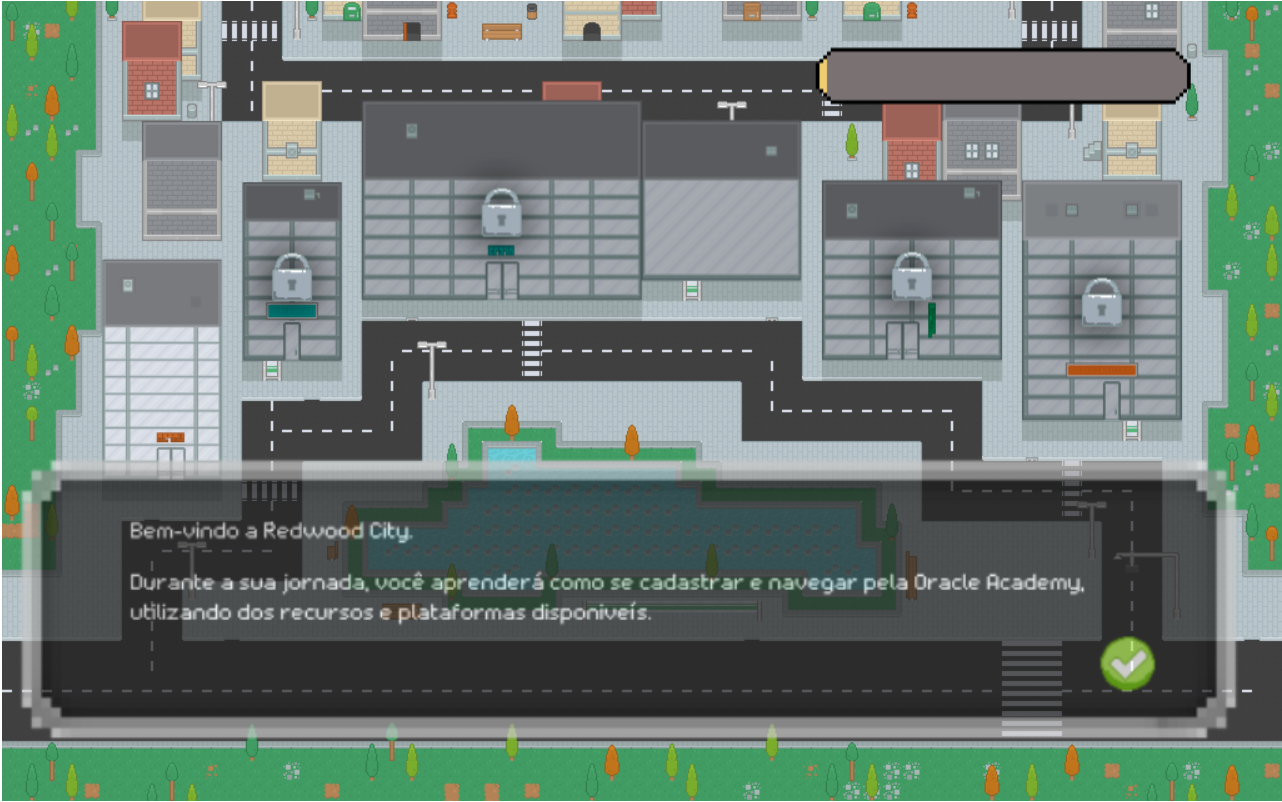 Bem-vindo a Redwood City.
Durante a sua jornada, você aprenderá como se cadastrar e navegar pela Oracle Academy,
utilizando dos recursos e plataformas disponiveís.